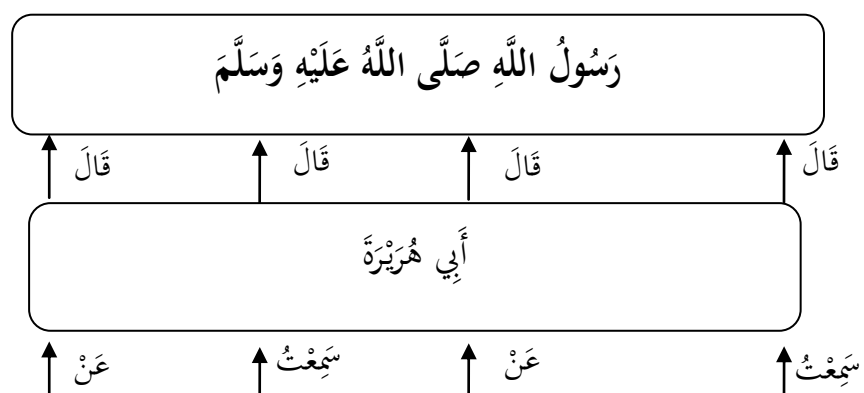 رَسُولُ اللَّهِ صَلَّى اللَّهُ عَلَيْهِ وَسَلَّمَ
قَالَ قَالَ قَالَ قَالَ
أَبِي هُرَيْرَةَ
سَمِعْتُ عَنْ سَمِعْتُ عَنْ